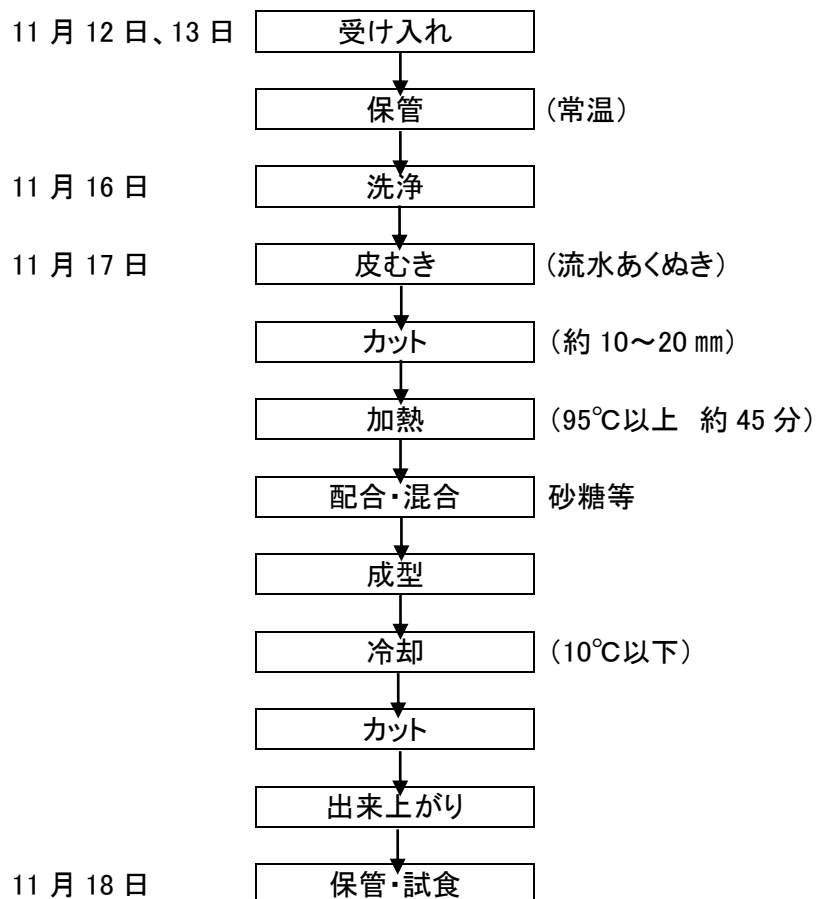 11 月 12 日、13 日 受け入れ
保管 (常温)
11 月 16 日 洗浄
11 月 17 日 皮むき (流水あくぬき)
カット (約 10～20 ㎜)
加熱 (95℃以上 約 45 分)
配合・混合 砂糖等
成型
冷却 (10℃以下)
カット
出来上がり
11 月 18 日 保管・試食